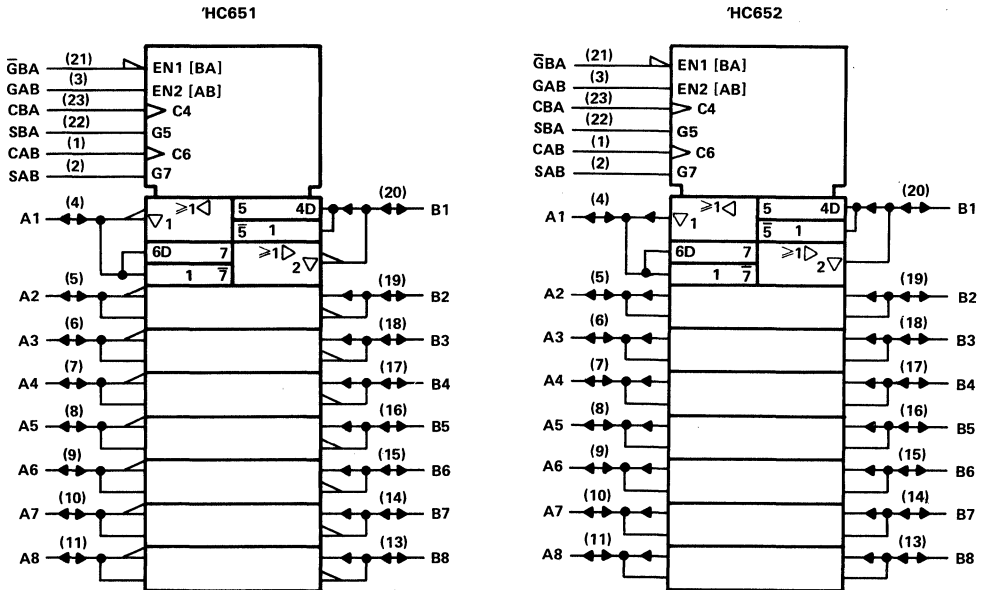 'HC651
G̅BA (21) EN1 [BA]
GAB (3) EN2 [AB]
CBA (23) C4
SBA (22) G5
CAB (1) C6
SAB (2) G7
A1 (4) ≥1 5 4D (20) B1
1 5̅ 1
6D 7 ≥1
1 7̅ 2
A2 (5) (19) B2
A3 (6) (18) B3
A4 (7) (17) B4
A5 (8) (16) B5
A6 (9) (15) B6
A7 (10) (14) B7
A8 (11) (13) B8
'HC652
G̅BA (21) EN1 [BA]
GAB (3) EN2 [AB]
CBA (23) C4
SBA (22) G5
CAB (1) C6
SAB (2) G7
A1 (4) ≥1 5 4D (20) B1
1 5̅ 1
6D 7 ≥1
1 7̅ 2
A2 (5) (19) B2
A3 (6) (18) B3
A4 (7) (17) B4
A5 (8) (16) B5
A6 (9) (15) B6
A7 (10) (14) B7
A8 (11) (13) B8